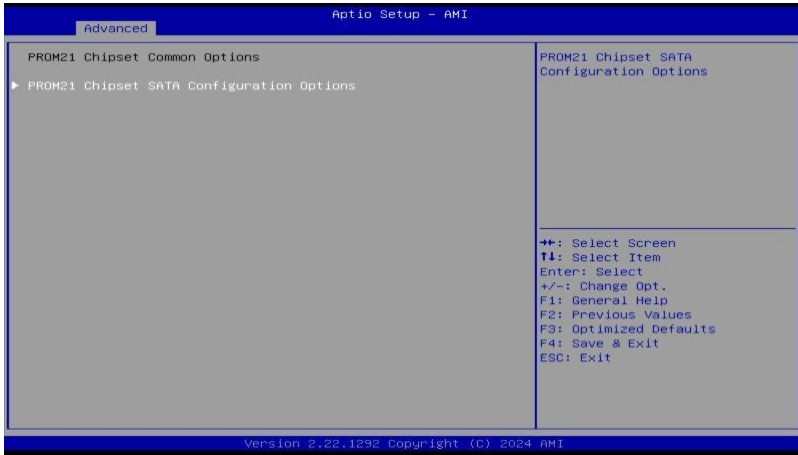 Aptio Setup - AMI
Advanced
PROM21 Chipset Common Options
▶ PROM21 Chipset SATA Configuration Options
PROM21 Chipset SATA
Configuration Options
→←: Select Screen
↑↓: Select Item
Enter: Select
+/-: Change Opt.
F1: General Help
F2: Previous Values
F3: Optimized Defaults
F4: Save & Exit
ESC: Exit
Version 2.22.1292 Copyright (C) 2024 AMI